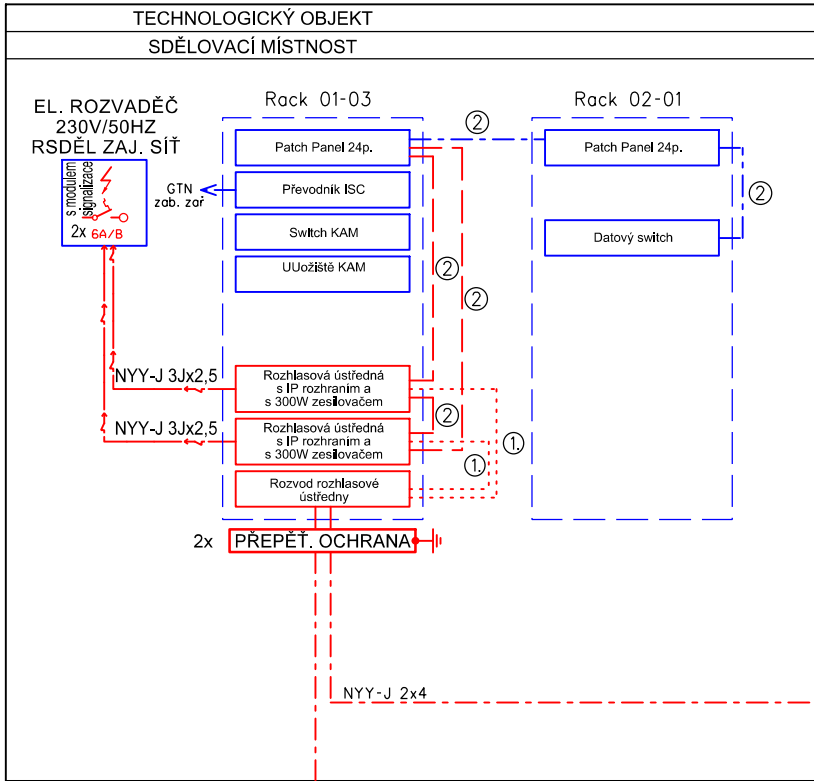 TECHNOLOGICKÝ OBJEKT
SDĚLOVACÍ MÍSTNOST
EL. ROZVADĚČ
230V/50HZ
RSDĚL ZAJ. SÍŤ
s modulem
signalizace
2x 6A/B
Rack 01-03
Patch Panel 24p.
Převodník ISC
GTN
zab. zař
Switch KAM
UUožiště KAM
Rack 02-01
Patch Panel 24p.
Datový switch
2
2
2
2
NYY-J 3Jx2,5
Rozhlasová ústředná
s IP rozhraním a
s 300W zesilovačem
2
1.
NYY-J 3Jx2,5
Rozhlasová ústředná
s IP rozhraním a
s 300W zesilovačem
1.
Rozvod rozhlasové
ústředny
2x PŘEPĚŤ. OCHRANA
NYY-J 2x4